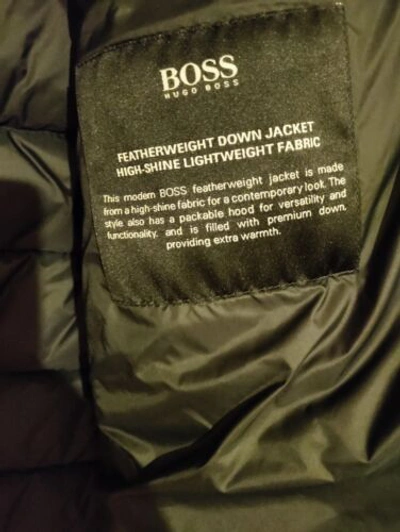 BOSS
HUGO BOSS
FEATHERWEIGHT DOWN JACKET
HIGH-SHINE LIGHTWEIGHT FABRIC
This modern BOSS featherweight jacket is made
from a high-shine fabric for a contemporary look. The
style also has a packable hood for versatility and
functionality, and is filled with premium down,
providing extra warmth.